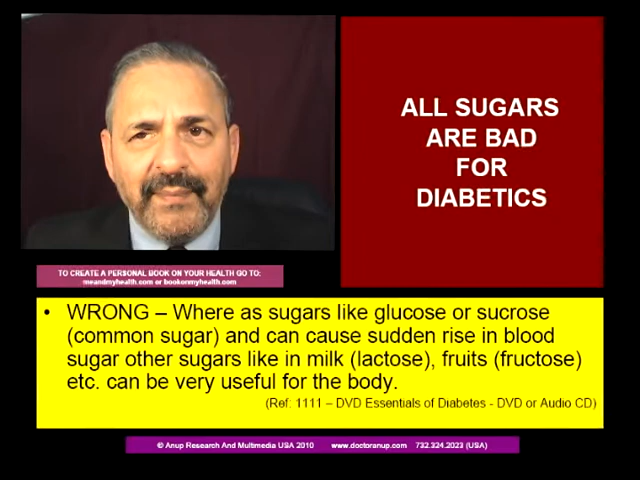 ALL SUGARS
ARE BAD
FOR
DIABETICS
TO CREATE A PERSONAL BOOK ON YOUR HEALTH GO TO:
meandmyhealth.com or bookonmyhealth.com
• WRONG – Where as sugars like glucose or sucrose
(common sugar) and can cause sudden rise in blood
sugar other sugars like in milk (lactose), fruits (fructose)
etc. can be very useful for the body.
(Ref: 1111 – DVD Essentials of Diabetes - DVD or Audio CD)
© Anup Research And Multimedia USA 2010 www.doctoranup.com 732.324.2023 (USA)